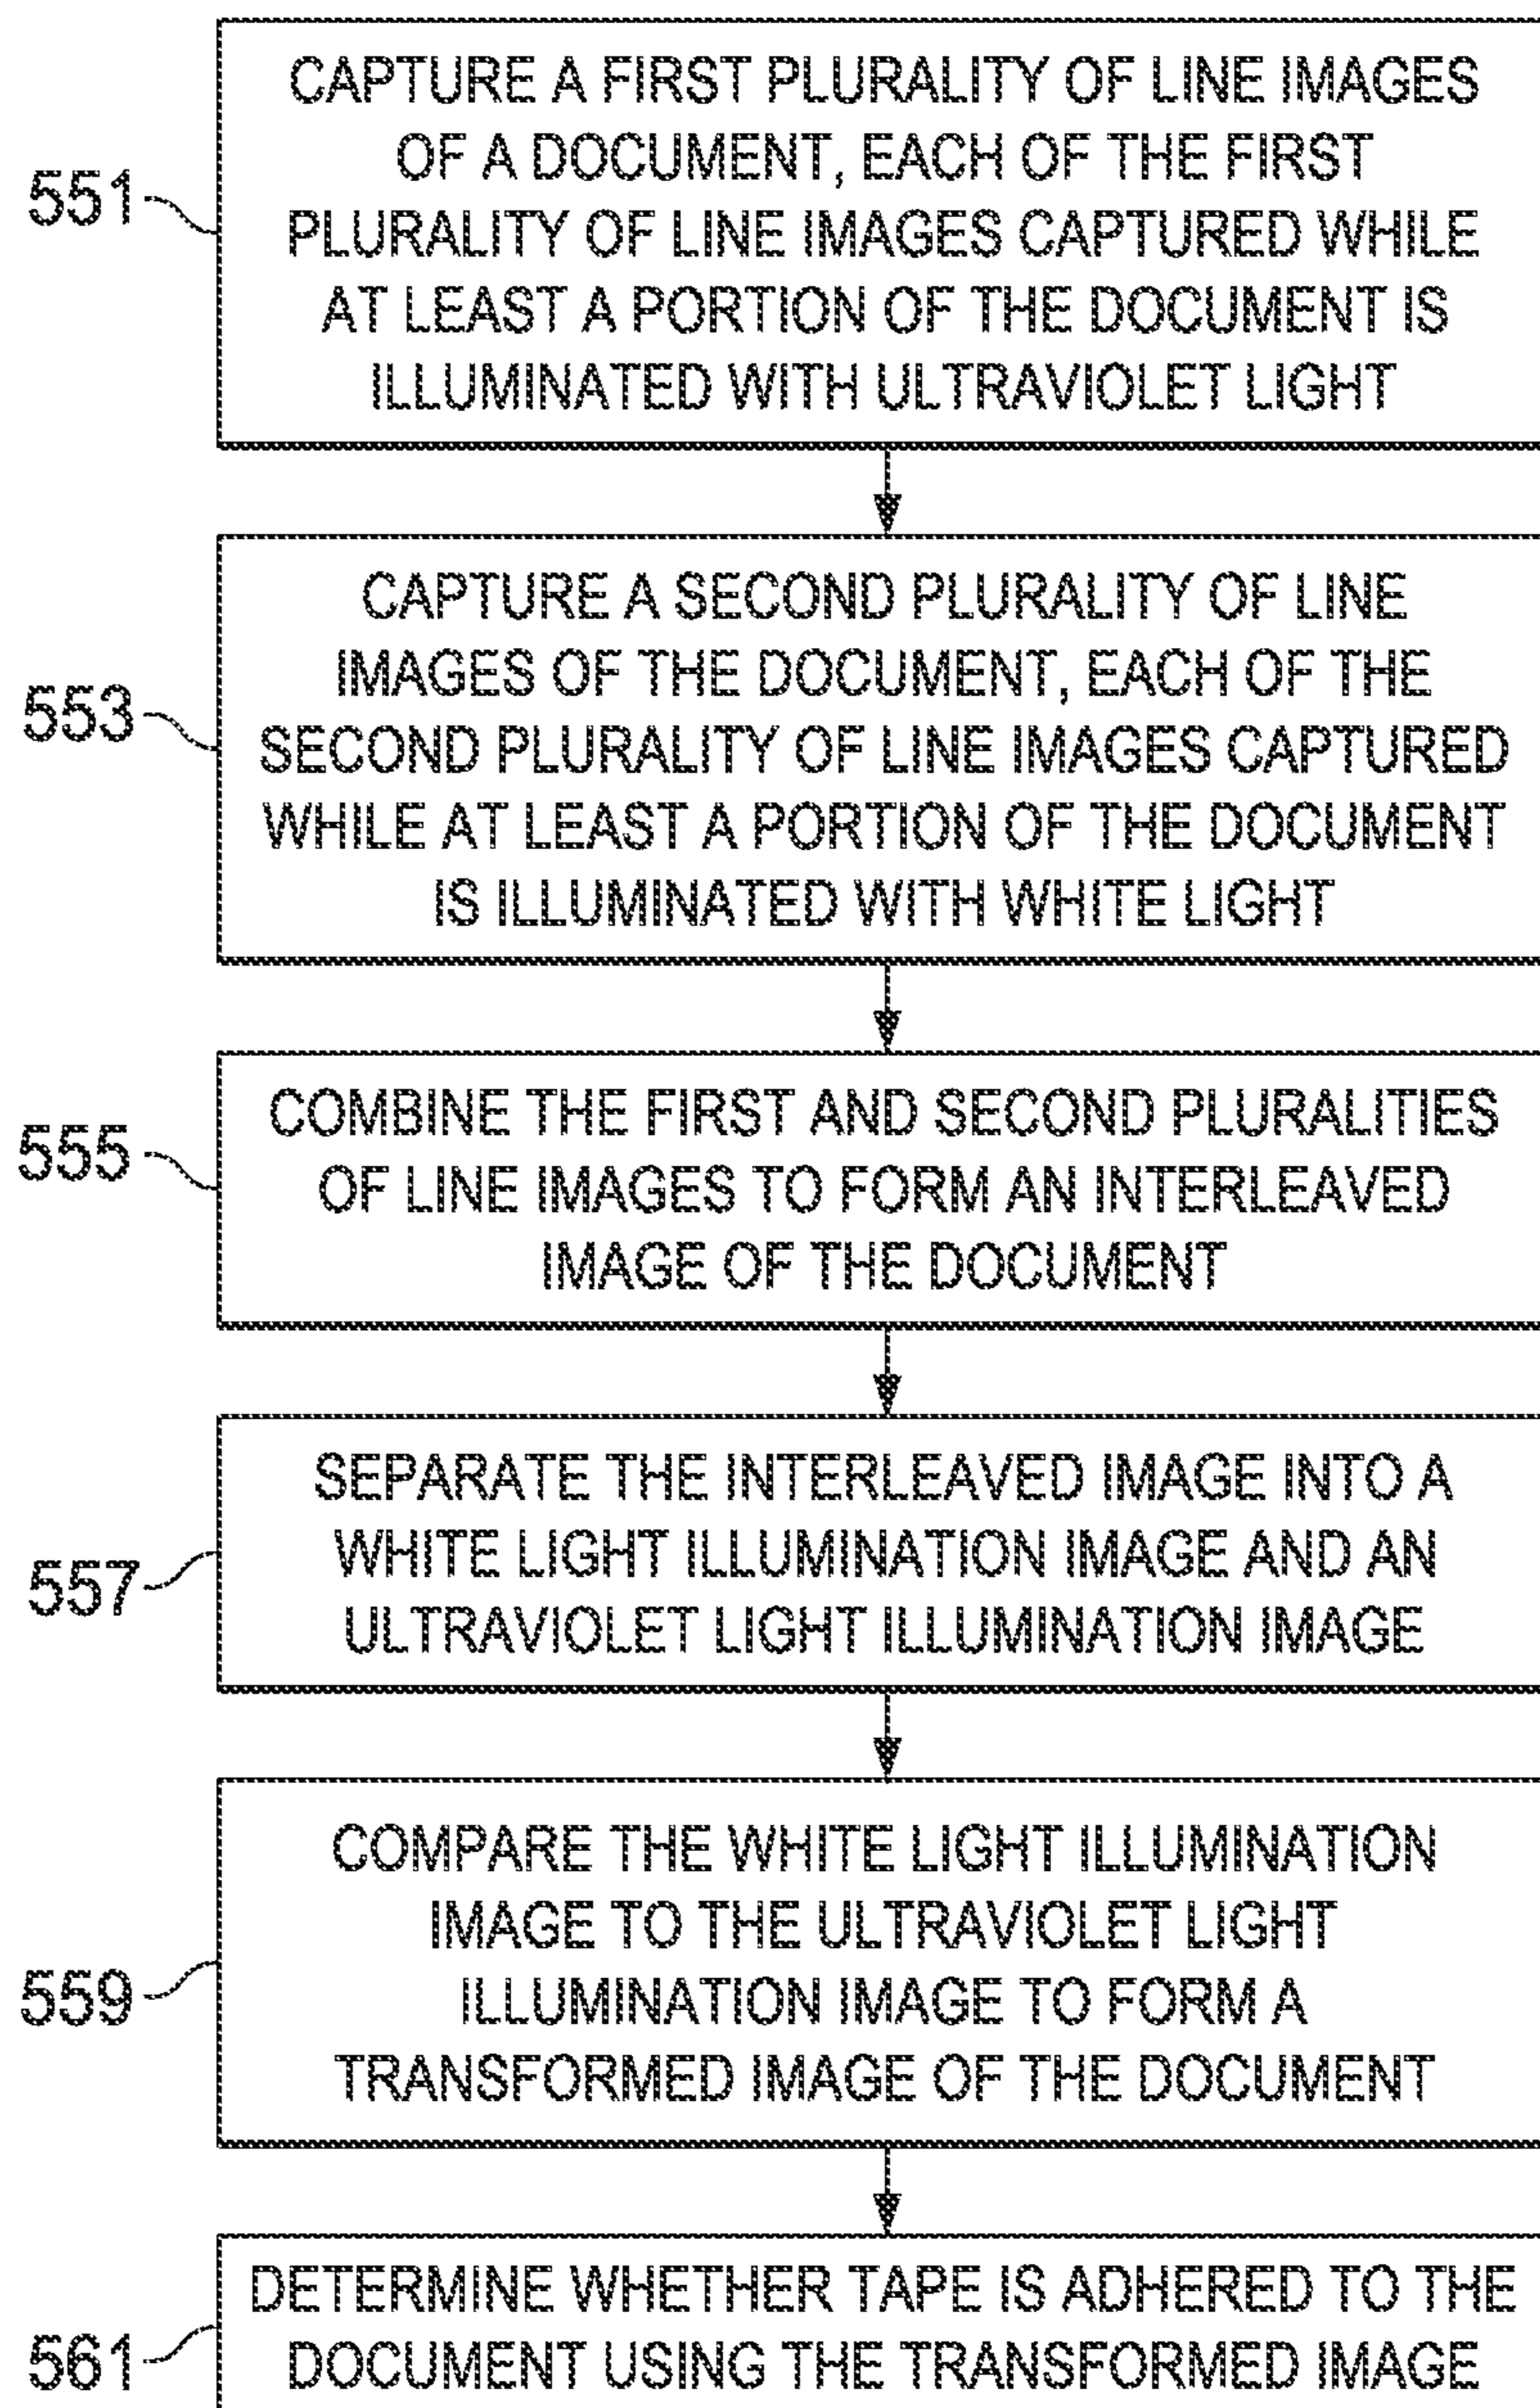 CAPTURE A FIRST PLURALITY OF LINE IMAGES
OF A DOCUMENT, EACH OF THE FIRST
551
PLURALITY OF LINE IMAGES CAPTURED WHILE
AT LEAST A PORTION OF THE DOCUMENT IS
ILLUMINATED WITH ULTRAVIOLET LIGHT
CAPTURE A SECOND PLURALITY OF LINE
IMAGES OF THE DOCUMENT, EACH OF THE
553
SECOND PLURALITY OF LINE IMAGES CAPTURED
WHILE AT LEAST A PORTION OF THE DOCUMENT
IS ILLUMINATED WITH WHITE LIGHT
COMBINE THE FIRST AND SECOND PLURALITIES
555
OF LINE IMAGES TO FORM AN INTERLEAVED
IMAGE OF THE DOCUMENT
SEPARATE THE INTERLEAVED IMAGE INTO A
WHITE LIGHT ILLUMINATION IMAGE AND AN
557
ULTRAVIOLET LIGHT ILLUMINATION IMAGE
COMPARE THE WHITE LIGHT ILLUMINATION
IMAGE TO THE ULTRAVIOLET LIGHT
559
ILLUMINATION IMAGE TO FORM A
TRANSFORMED IMAGE OF THE DOCUMENT
DETERMINE WHETHER TAPE IS ADHERED TO THE
561
DOCUMENT USING THE TRANSFORMED IMAGE